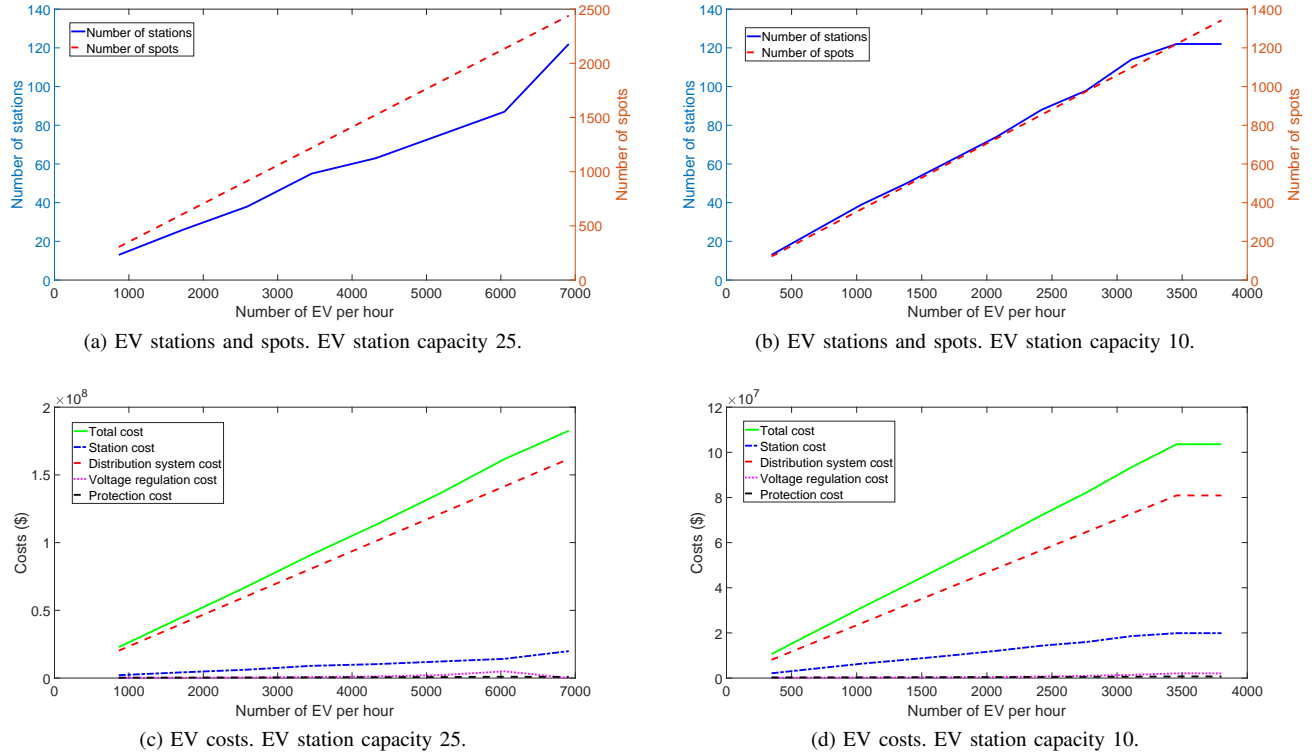 140
120
100
80
60
40
20
0
Number of stations
2500
2000
1500
1000
500
0
Number of spots
Number of stations
Number of spots
0 1000 2000 3000 4000 5000 6000 7000
Number of EV per hour
(a) EV stations and spots. EV station capacity 25.
140
120
100
80
60
40
20
0
Number of stations
1400
1200
1000
800
600
400
200
0
Number of spots
Number of stations
Number of spots
0 500 1000 1500 2000 2500 3000 3500 4000
Number of EV per hour
(b) EV stations and spots. EV station capacity 10.
×10^8
2
1.5
1
0.5
0
Costs ($)
Total cost
Station cost
Distribution system cost
Voltage regulation cost
Protection cost
0 1000 2000 3000 4000 5000 6000 7000
Number of EV per hour
(c) EV costs. EV station capacity 25.
×10^7
12
10
8
6
4
2
0
Costs ($)
Total cost
Station cost
Distribution system cost
Voltage regulation cost
Protection cost
0 500 1000 1500 2000 2500 3000 3500 4000
Number of EV per hour
(d) EV costs. EV station capacity 10.